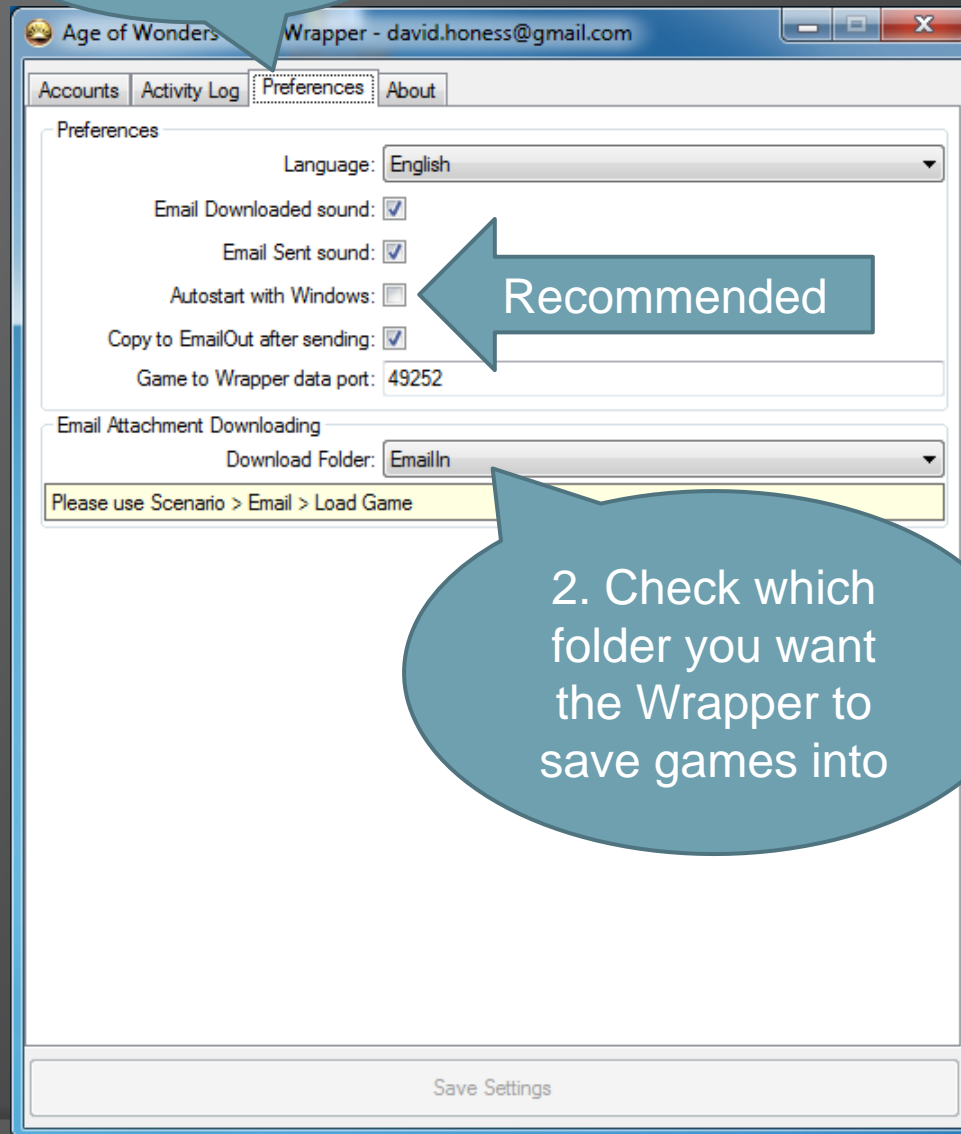 Age of Wonders Wrapper - david.honess@gmail.com
Accounts Activity Log Preferences About
Preferences
Language: English
Email Downloaded sound:
Email Sent sound:
Autostart with Windows:
Recommended
Copy to EmailOut after sending:
Game to Wrapper data port: 49252
Email Attachment Downloading
Download Folder: EmailIn
Please use Scenario > Email > Load Game
2. Check which
folder you want
the Wrapper to
save games into
Save Settings